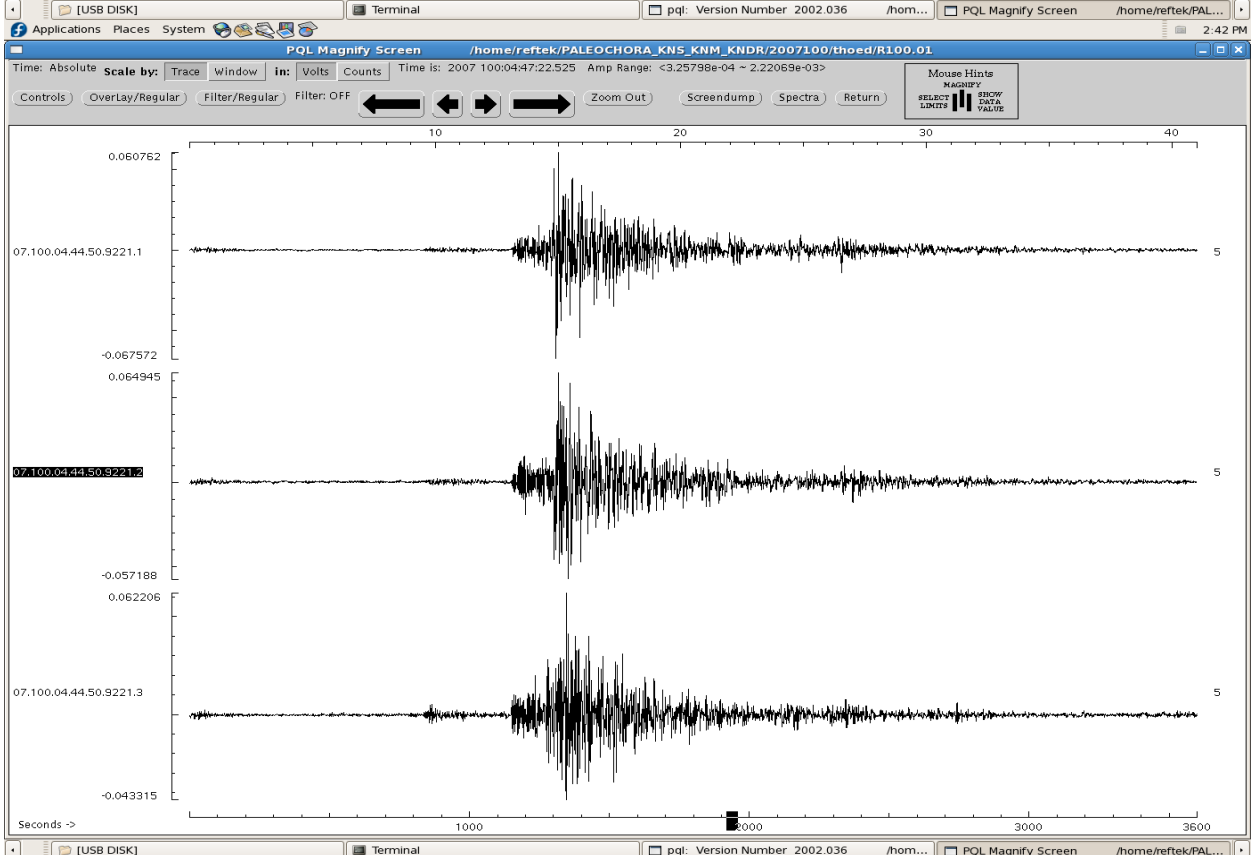 [USB DISK] Terminal pql: Version Number 2002.036 /hom... PQL Magnify Screen /home/reftek/PAL...
Applications Places System 2:42 PM
PQL Magnify Screen /home/reftek/PALEOCHORA_KNS_KNM_KNDR/2007100/thoed/R100.01
Time: Absolute Scale by: Trace Window in: Volts Counts Time is: 2007 100:04:47:22.525 Amp Range: <3.25798e-04 ~ 2.22069e-03>
Controls OverLay/Regular Filter/Regular Filter: OFF Zoom Out Screendump Spectra Return
Mouse Hints
MAGNIFY
SELECT LIMITS SHOW DATA VALUE
10 20 30 40
0.060762
07.100.04.44.50.9221.1 5
-0.067572
0.064945
07.100.04.44.50.9221.2 5
-0.057188
0.062206
07.100.04.44.50.9221.3 5
-0.043315
Seconds -> 1000 2000 3000 3600
[USB DISK] Terminal pql: Version Number 2002.036 /hom... PQL Magnify Screen /home/reftek/PAL...